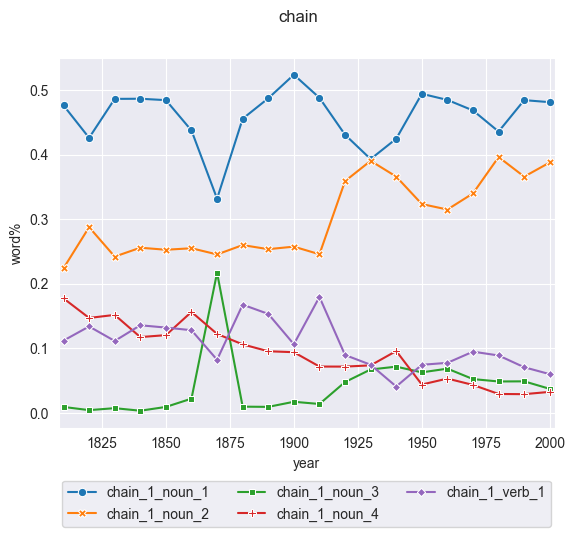 chain
0.5
0.4
0.3
0.2
0.1
0.0
word%
1825 1850 1875 1900 1925 1950 1975 2000
year
chain_1_noun_1 chain_1_noun_3 chain_1_verb_1
chain_1_noun_2 chain_1_noun_4